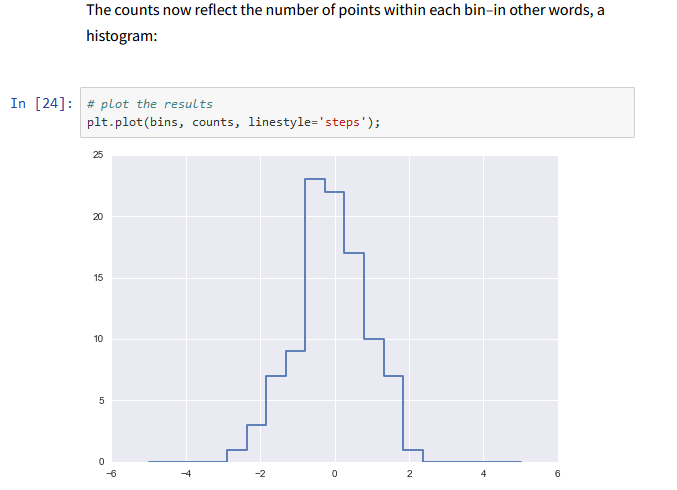 The counts now reflect the number of points within each bin–in other words, a
histogram:
In [24]: # plot the results
plt.plot(bins, counts, linestyle='steps');
25
20
15
10
5
0
−6 −4 −2 0 2 4 6